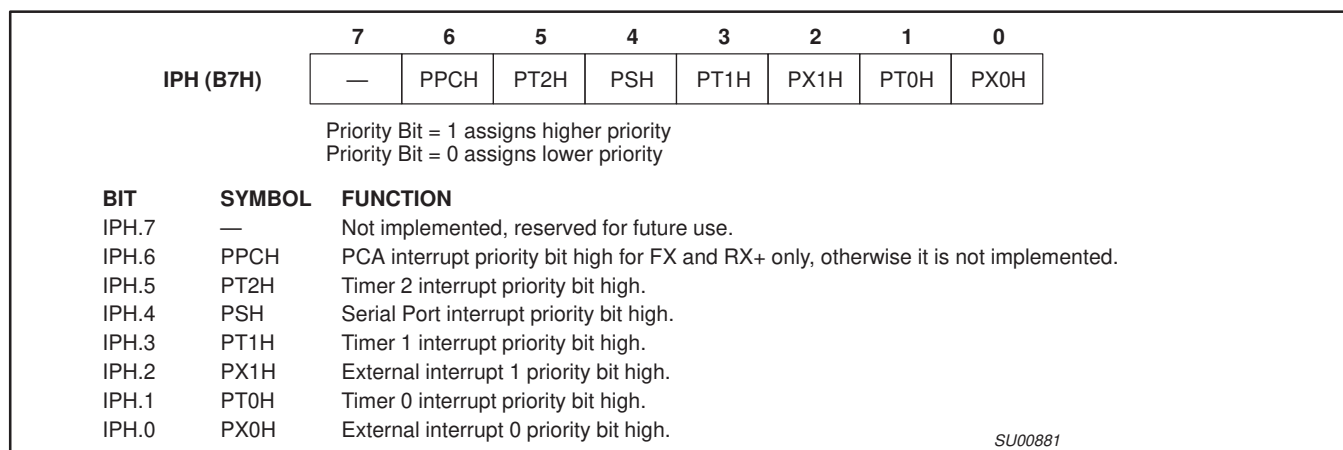 7 6 5 4 3 2 1 0
IPH (B7H) — PPCH PT2H PSH PT1H PX1H PT0H PX0H
Priority Bit = 1 assigns higher priority
Priority Bit = 0 assigns lower priority
BIT SYMBOL FUNCTION
IPH.7 — Not implemented, reserved for future use.
IPH.6 PPCH PCA interrupt priority bit high for FX and RX+ only, otherwise it is not implemented.
IPH.5 PT2H Timer 2 interrupt priority bit high.
IPH.4 PSH Serial Port interrupt priority bit high.
IPH.3 PT1H Timer 1 interrupt priority bit high.
IPH.2 PX1H External interrupt 1 priority bit high.
IPH.1 PT0H Timer 0 interrupt priority bit high.
IPH.0 PX0H External interrupt 0 priority bit high.
SU00881